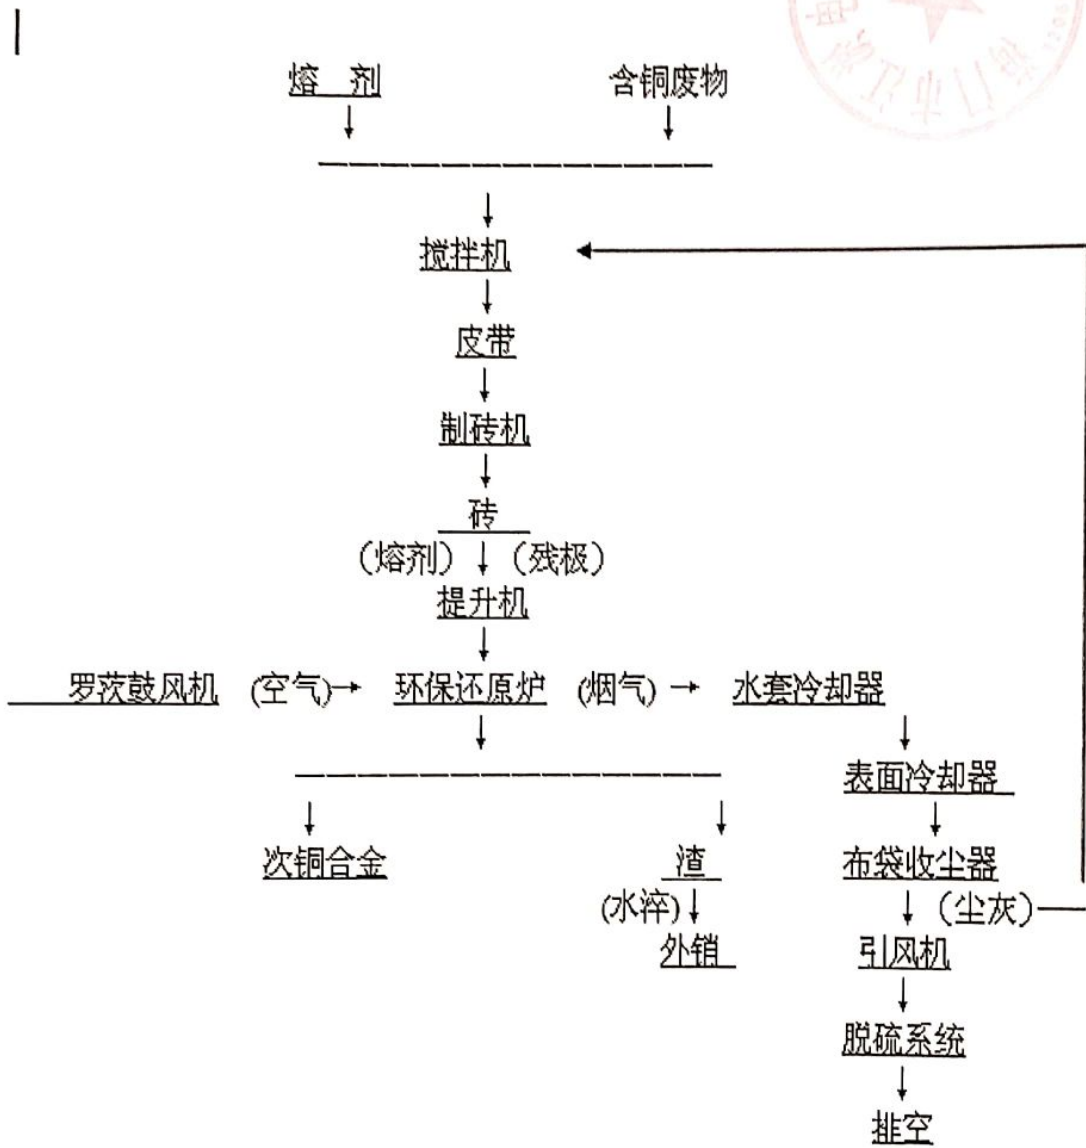 熔 剂 含铜废物
搅拌机
皮带
制砖机
砖
（熔剂） （残极）
提升机
罗茨鼓风机 (空气) 环保还原炉 (烟气) 水套冷却器
表面冷却器
次铜合金 渣 布袋收尘器
(水淬) （尘灰）
外销 引风机
脱硫系统
排空